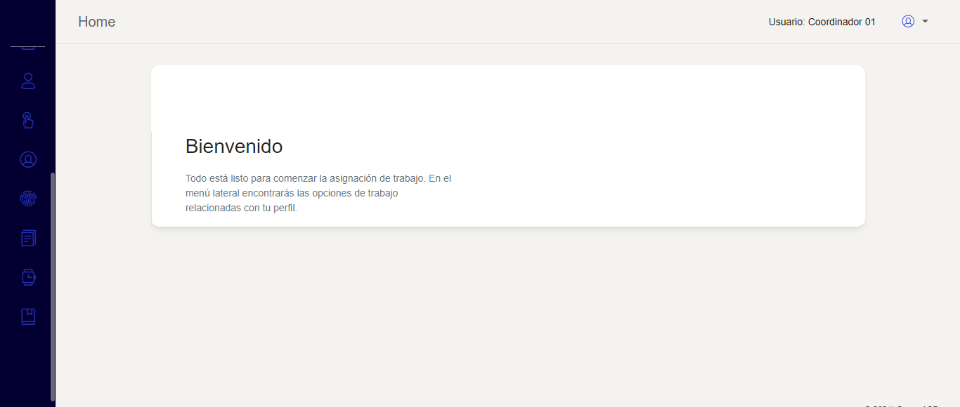 Home
Usuario: Coordinador 01
Bienvenido
Todo está listo para comenzar la asignación de trabajo. En el
menú lateral encontrarás las opciones de trabajo
relacionadas con tu perfil.